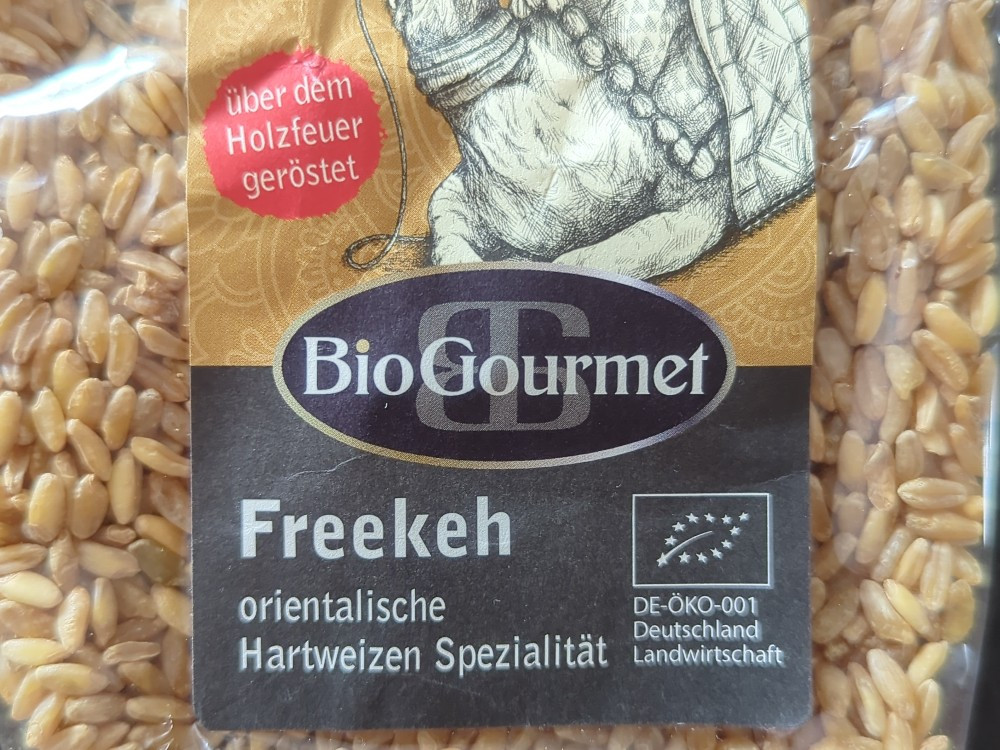 über dem
Holzfeuer
geröstet
BioGourmet
Freekeh
orientalische
Hartweizen Spezialität
DE-ÖKO-001
Deutschland
Landwirtschaft